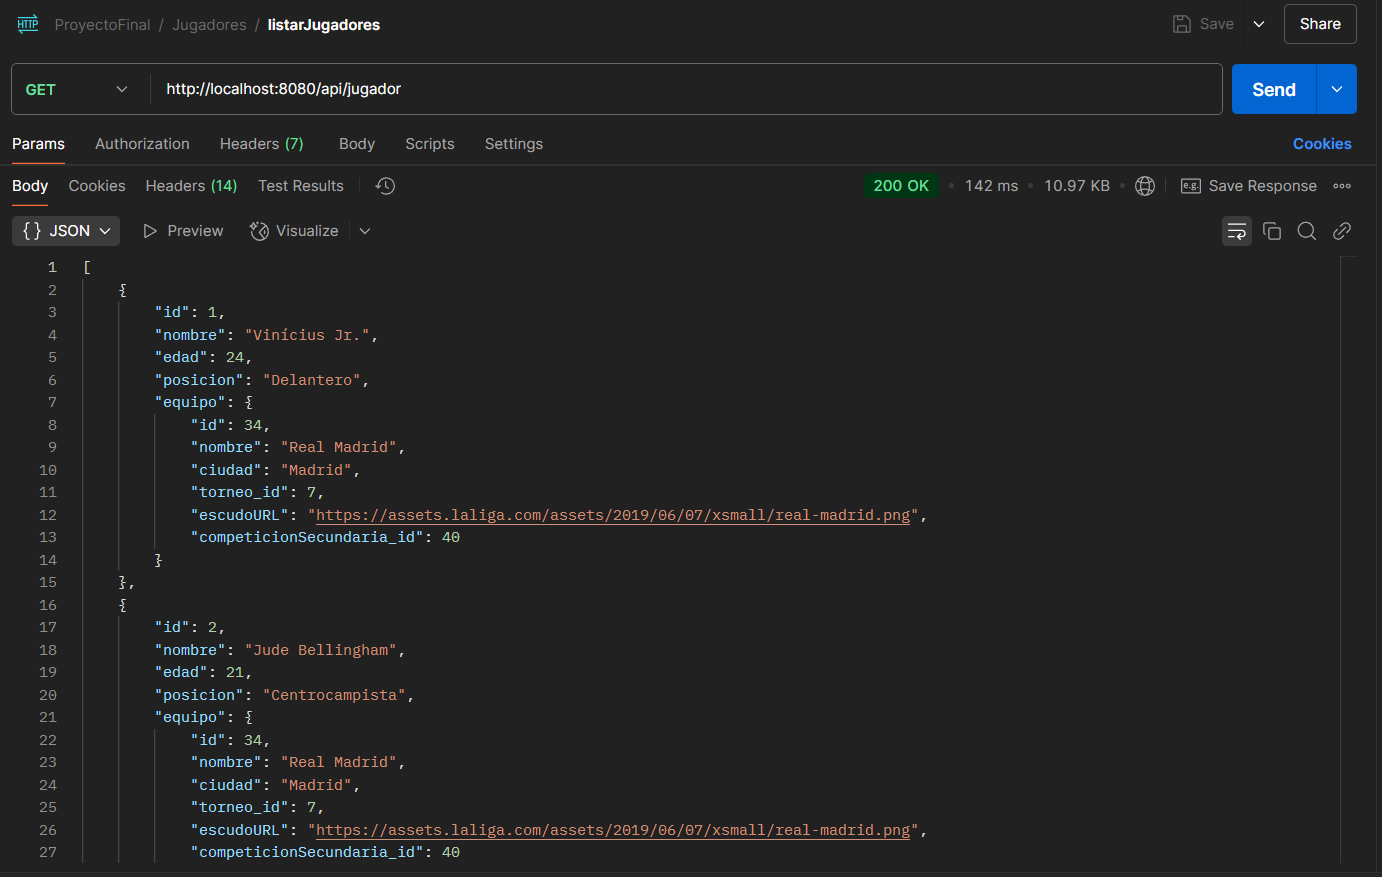 HTTP ProyectoFinal / Jugadores / listarJugadores Save Share
GET http://localhost:8080/api/jugador Send
Params Authorization Headers (7) Body Scripts Settings Cookies
Body Cookies Headers (14) Test Results 200 OK • 142 ms • 10.97 KB • e.g. Save Response
{} JSON Preview Visualize
1 [
2 {
3 "id": 1,
4 "nombre": "Vinícius Jr.",
5 "edad": 24,
6 "posicion": "Delantero",
7 "equipo": {
8 "id": 34,
9 "nombre": "Real Madrid",
10 "ciudad": "Madrid",
11 "torneo_id": 7,
12 "escudoURL": "https://assets.laliga.com/assets/2019/06/07/xsmall/real-madrid.png",
13 "competicionSecundaria_id": 40
14 }
15 },
16 {
17 "id": 2,
18 "nombre": "Jude Bellingham",
19 "edad": 21,
20 "posicion": "Centrocampista",
21 "equipo": {
22 "id": 34,
23 "nombre": "Real Madrid",
24 "ciudad": "Madrid",
25 "torneo_id": 7,
26 "escudoURL": "https://assets.laliga.com/assets/2019/06/07/xsmall/real-madrid.png",
27 "competicionSecundaria_id": 40